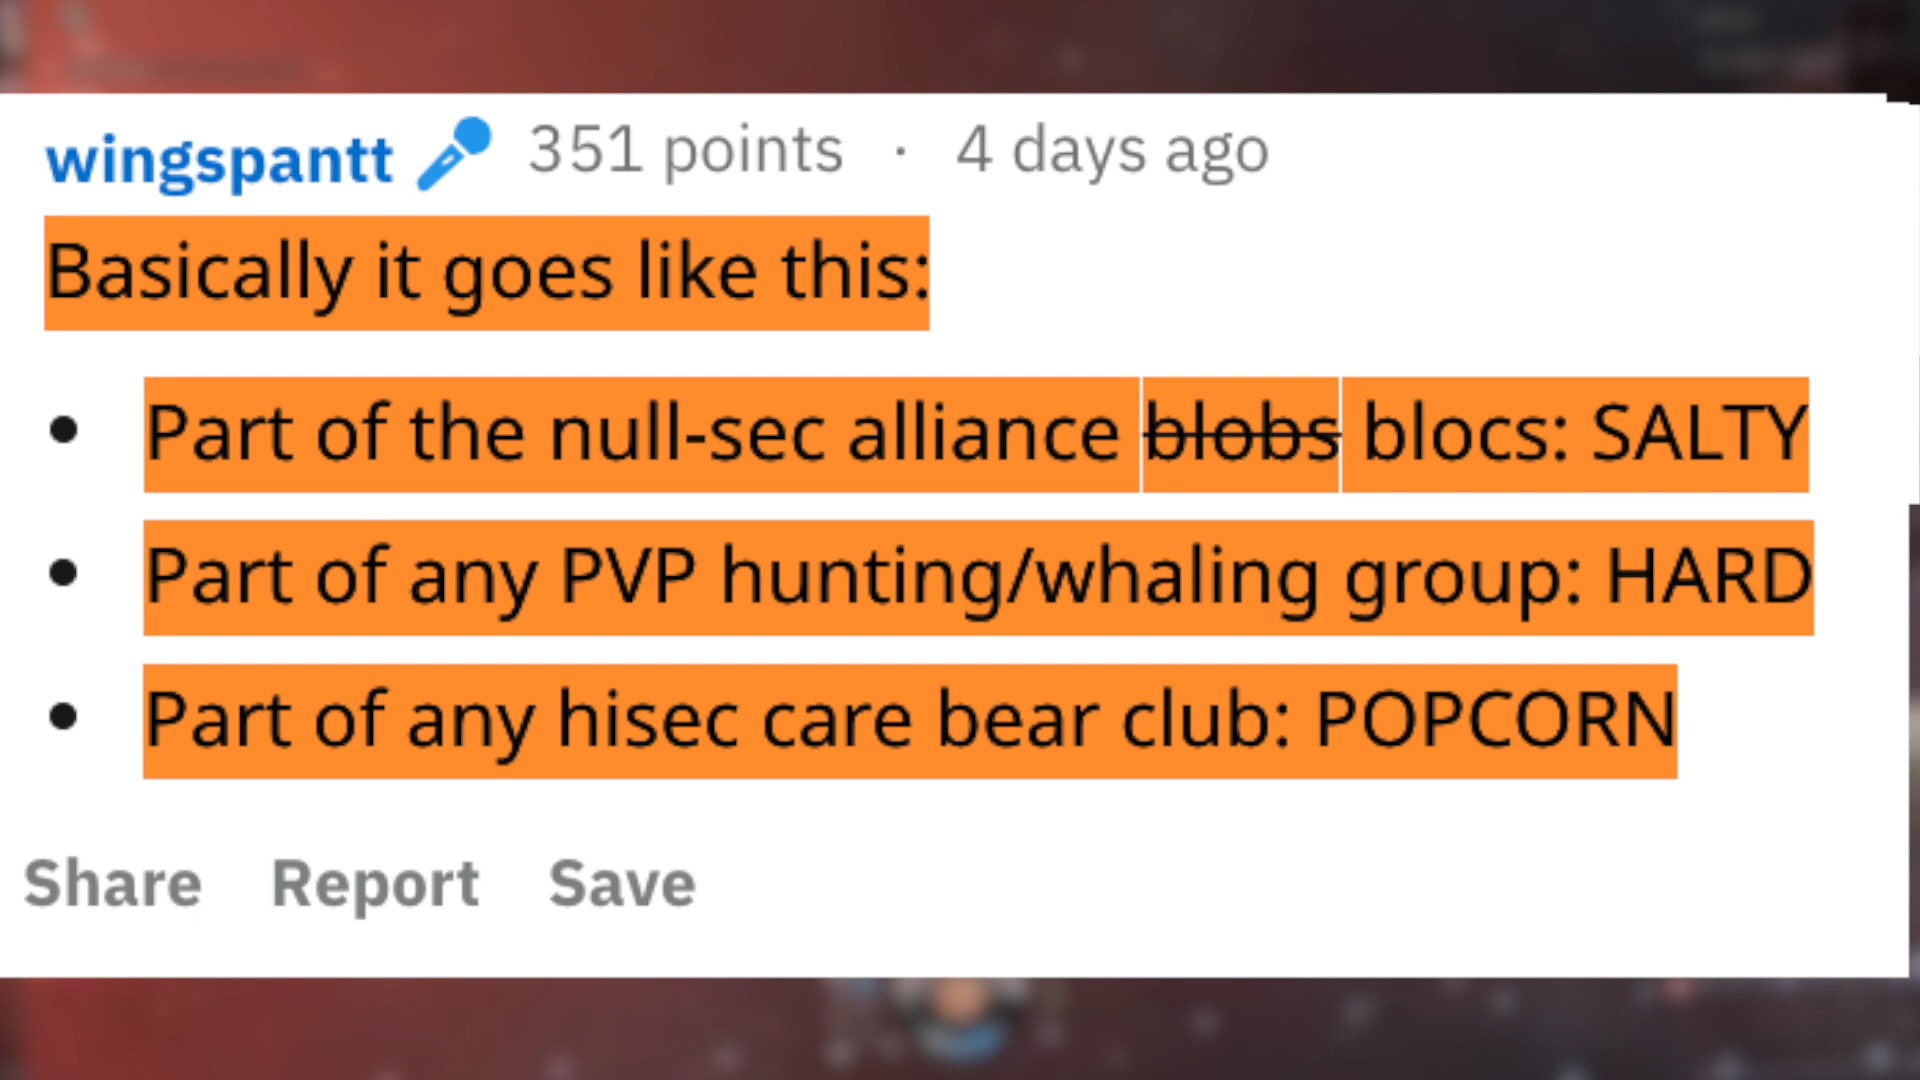 wingspantt 351 points · 4 days ago
Basically it goes like this:
• Part of the null-sec alliance blobs blocs: SALTY
• Part of any PVP hunting/whaling group: HARD
• Part of any hisec care bear club: POPCORN
Share Report Save